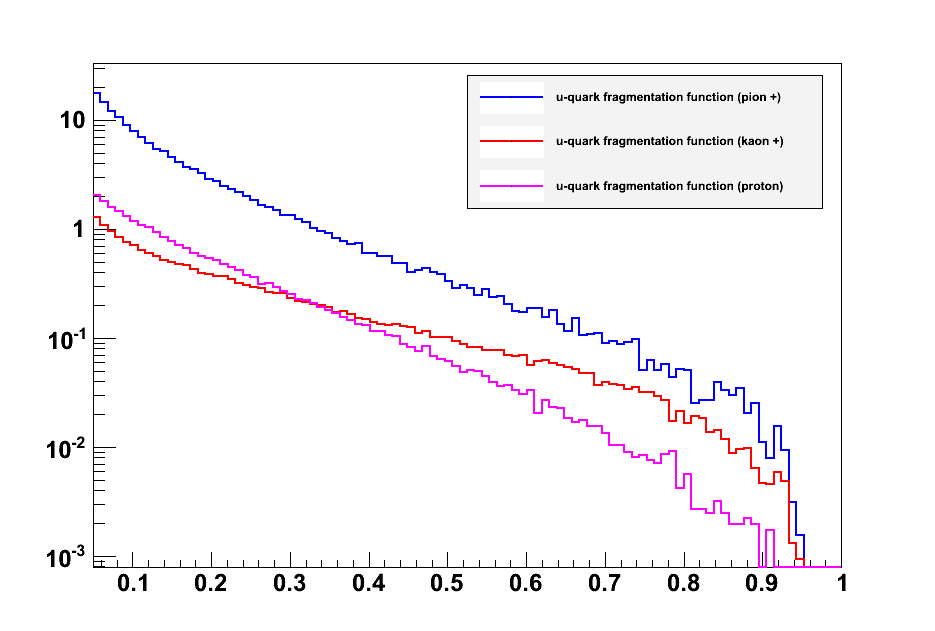 u-quark fragmentation function (pion +)
u-quark fragmentation function (kaon +)
u-quark fragmentation function (proton)
10
1
10-1
10-2
10-3
0.1 0.2 0.3 0.4 0.5 0.6 0.7 0.8 0.9 1